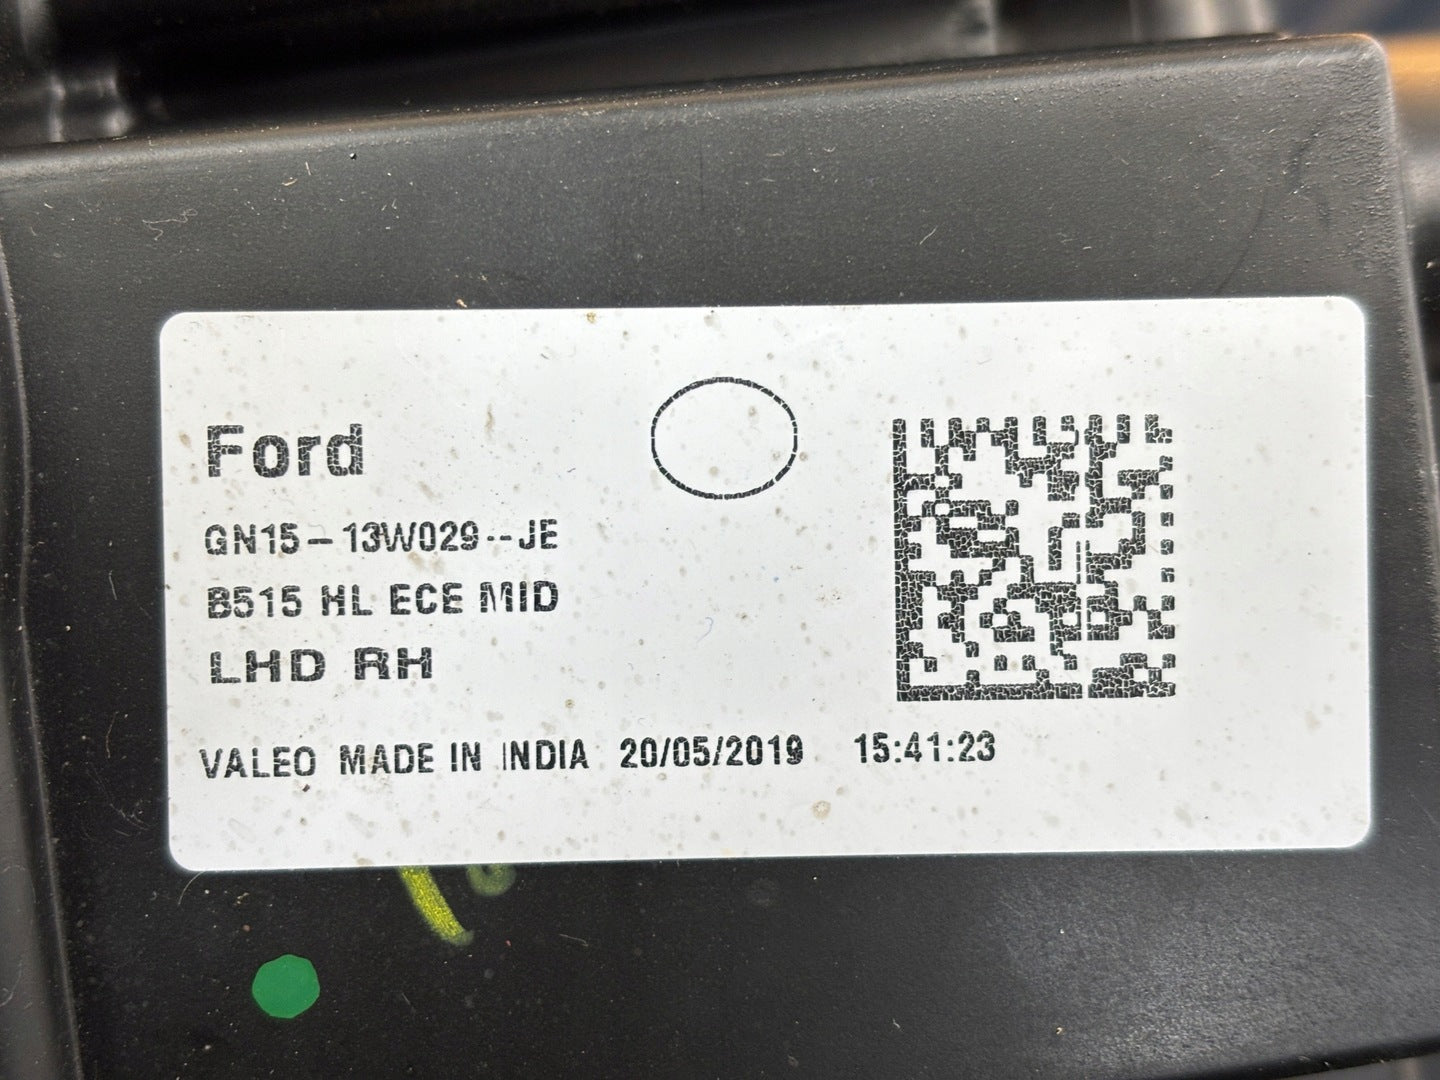 Ford
GN15-13W029--JE
B515 HL ECE MID
LHD RH
VALEO MADE IN INDIA 20/05/2019 15:41:23